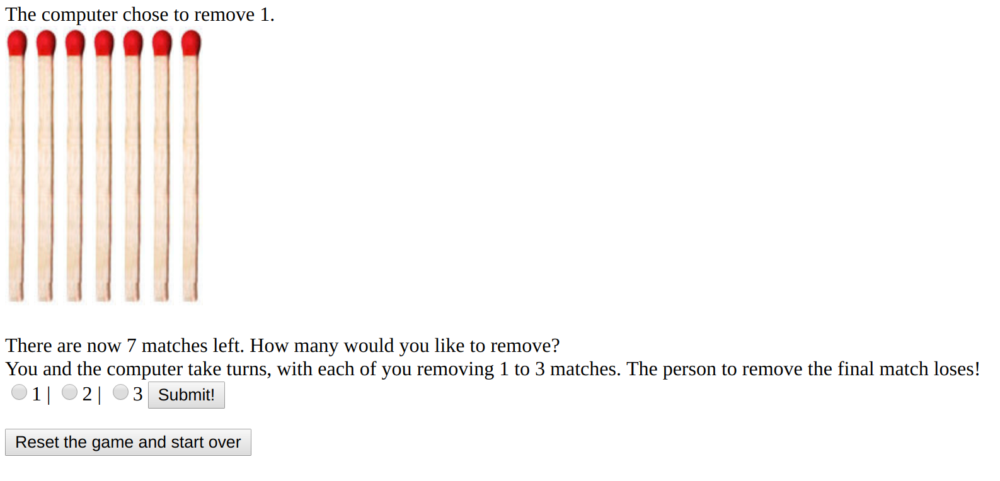 The computer chose to remove 1.
There are now 7 matches left. How many would you like to remove?
You and the computer take turns, with each of you removing 1 to 3 matches. The person to remove the final match loses!
1 | 2 | 3 Submit!
Reset the game and start over